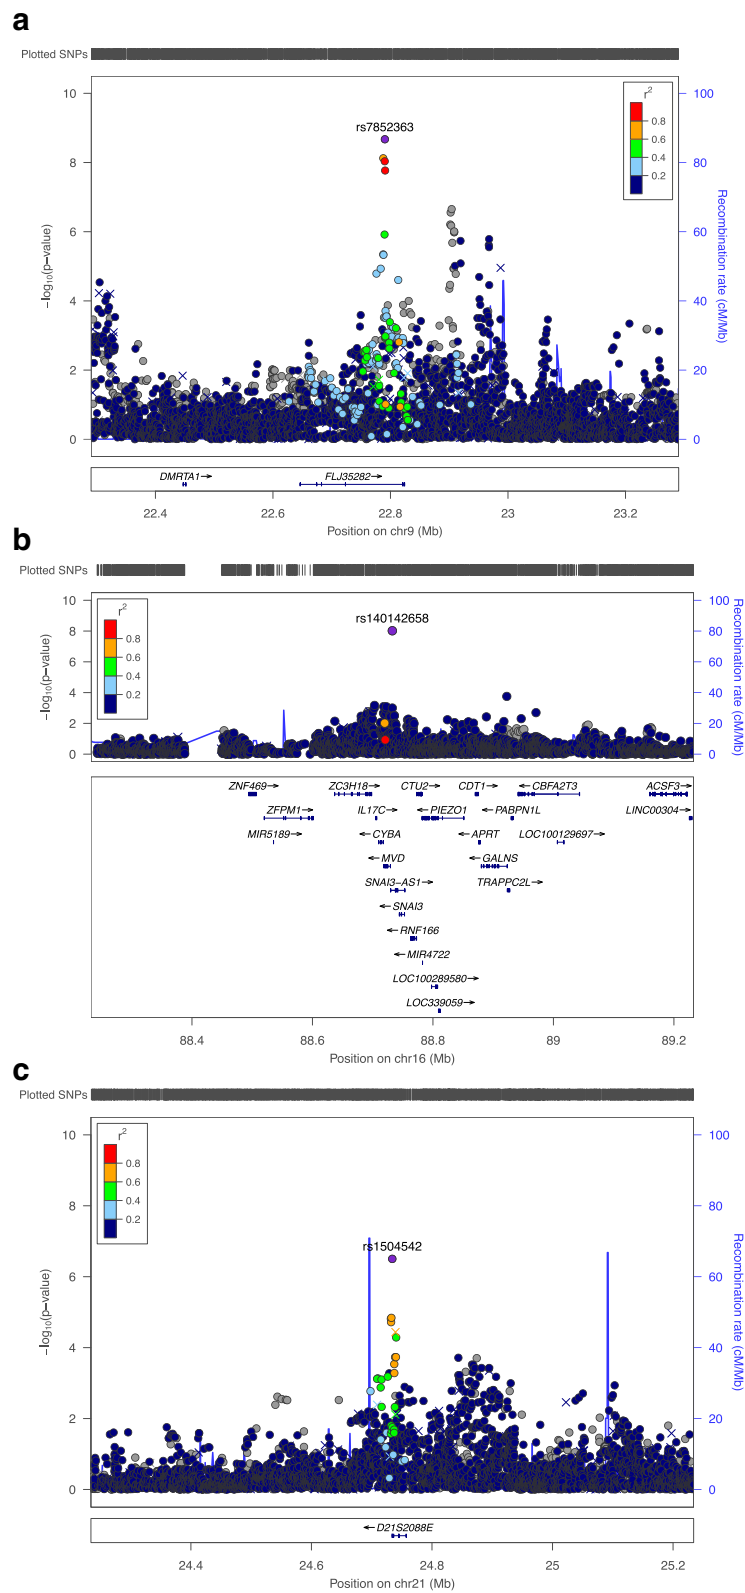 a
Plotted SNPs
10
8
6
4
2
0
−log10(p−value)
rs7852363
r2
0.8
0.6
0.4
0.2
100
80
60
40
20
0
Recombination rate (cM/Mb)
DMRTA1→
FLJ35282→
22.4 22.6 22.8 23 23.2
Position on chr9 (Mb)
b
Plotted SNPs
10
8
6
4
2
0
−log10(p−value)
r2
0.8
0.6
0.4
0.2
rs140142658
100
80
60
40
20
0
Recombination rate (cM/Mb)
ZNF469→ ZC3H18→ CTU2→ CDT1→ ←CBFA2T3 ACSF3→
ZFPM1→ IL17C→ ←PIEZO1 ←PABPN1L LINC00304→
MIR5189→ ←CYBA ←APRT LOC100129697→
←MVD ←GALNS
SNAI3−AS1→ TRAPPC2L→
←SNAI3
←RNF166
←MIR4722
LOC100289580→
LOC339059→
88.4 88.6 88.8 89 89.2
Position on chr16 (Mb)
c
Plotted SNPs
10
8
6
4
2
0
−log10(p−value)
r2
0.8
0.6
0.4
0.2
rs1504542
100
80
60
40
20
0
Recombination rate (cM/Mb)
←D21S2088E
24.4 24.6 24.8 25 25.2
Position on chr21 (Mb)